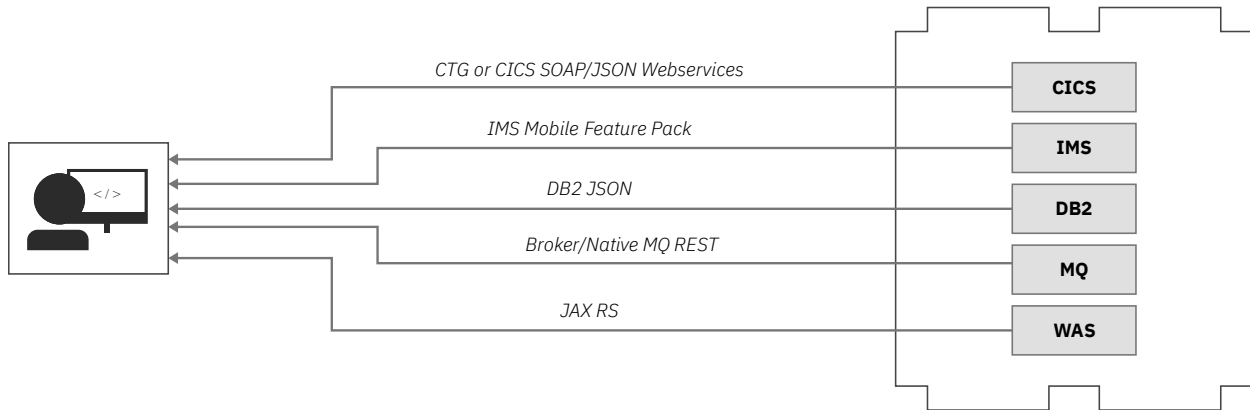 CTG or CICS SOAP/JSON Webservices
CICS
IMS Mobile Feature Pack
IMS
</>
DB2 JSON
DB2
Broker/Native MQ REST
MQ
JAX RS
WAS